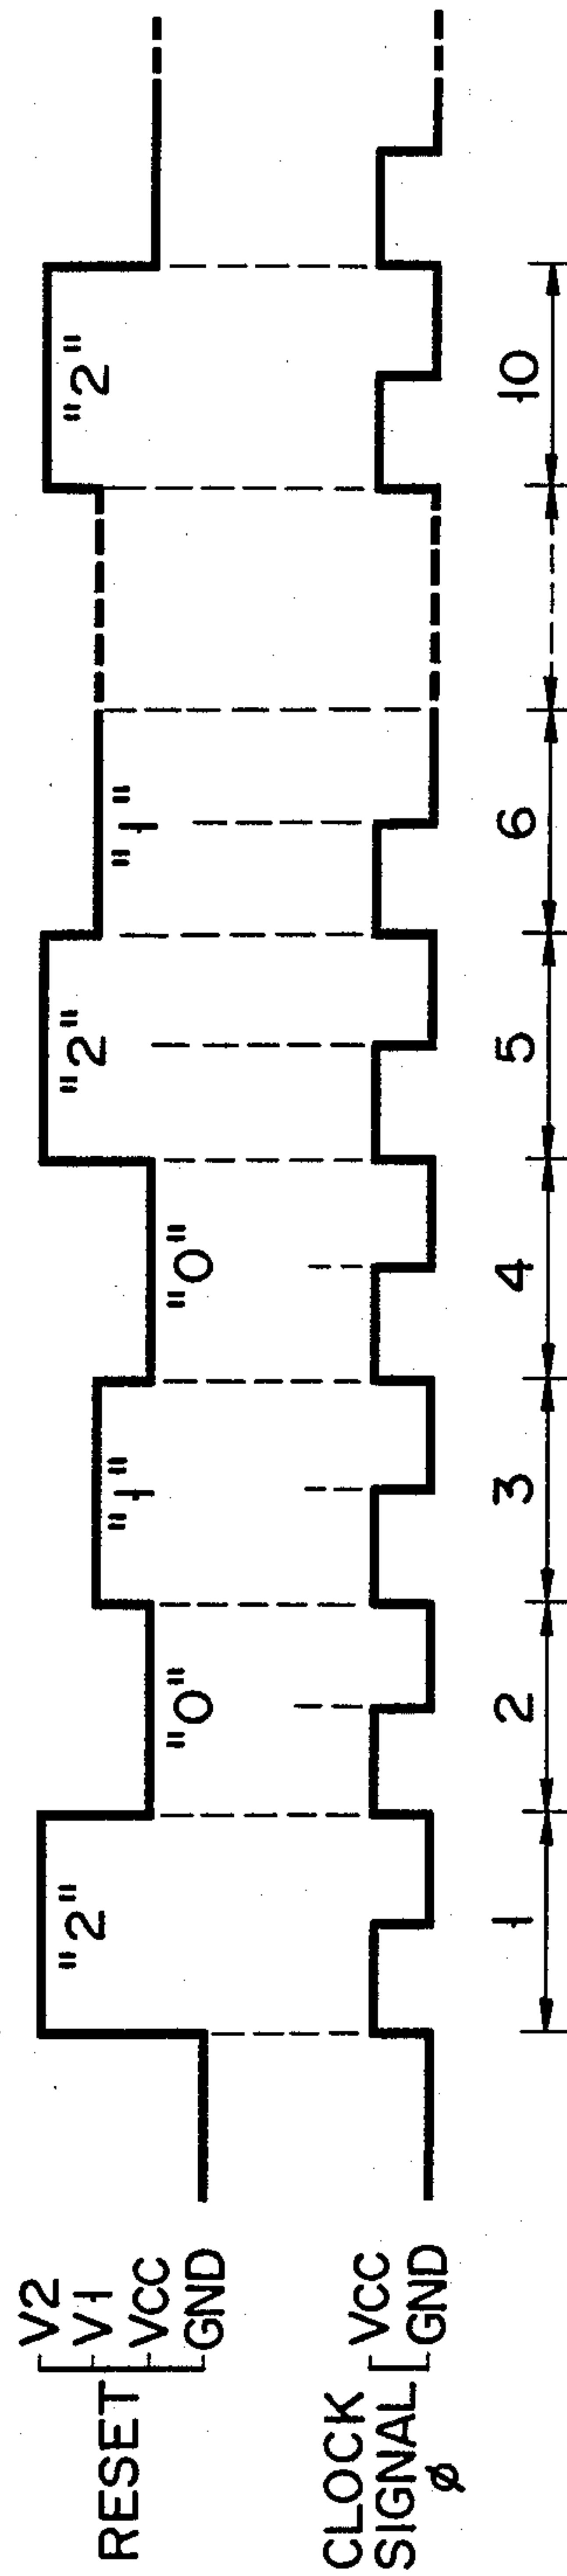 RESET
V2
V1
VCC
GND
"2"
"0"
"1"
"0"
"2"
"1"
"2"
CLOCK
SIGNAL
ø
VCC
GND
1
2
3
4
5
6
10